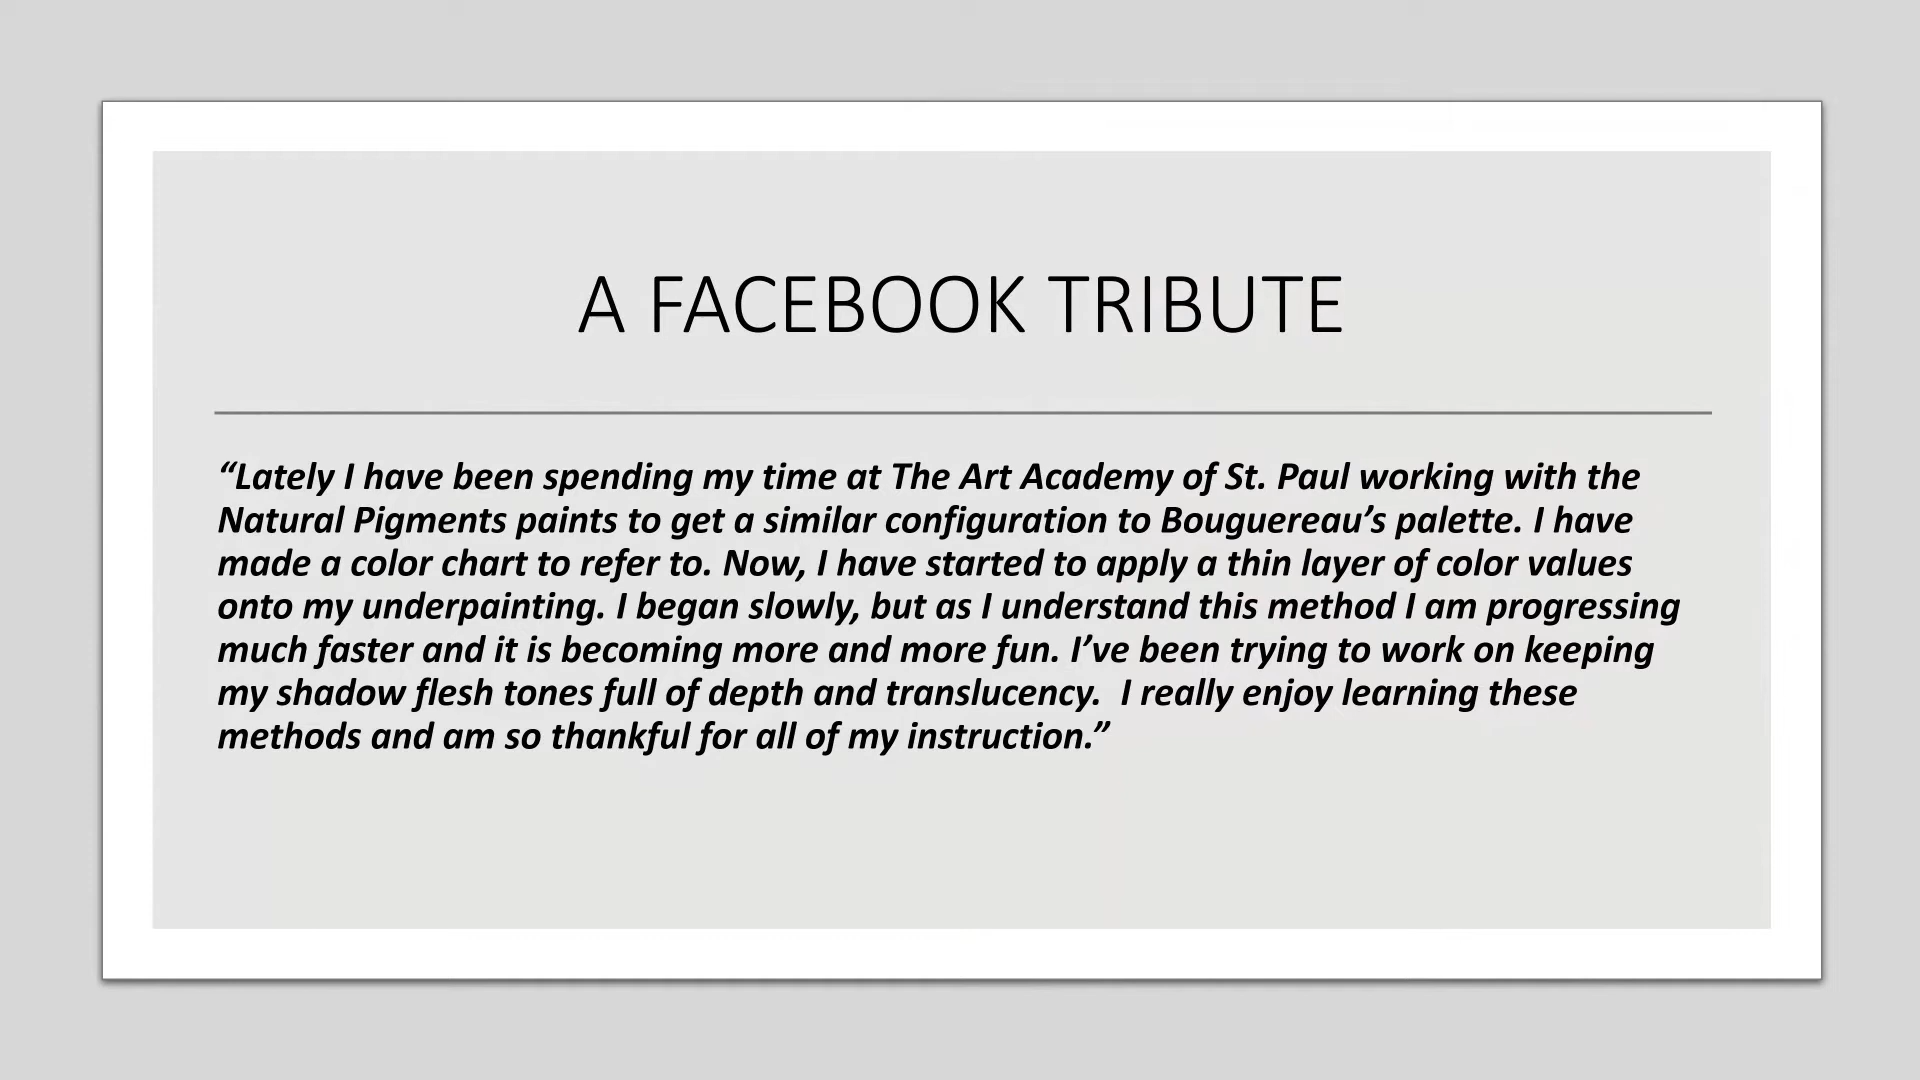 A FACEBOOK TRIBUTE
“Lately I have been spending my time at The Art Academy of St. Paul working with the
Natural Pigments paints to get a similar configuration to Bouguereau’s palette. I have
made a color chart to refer to. Now, I have started to apply a thin layer of color values
onto my underpainting. I began slowly, but as I understand this method I am progressing
much faster and it is becoming more and more fun. I’ve been trying to work on keeping
my shadow flesh tones full of depth and translucency.  I really enjoy learning these
methods and am so thankful for all of my instruction.”